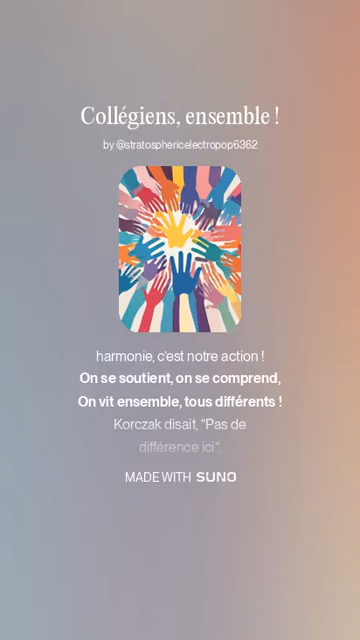 Collégiens, ensemble !
by @stratosphericelectropop6362
harmonie, c'est notre action !
On se soutient, on se comprend,
On vit ensemble, tous différents !
Korczak disait, "Pas de
différence ici",
MADE WITH SUNO